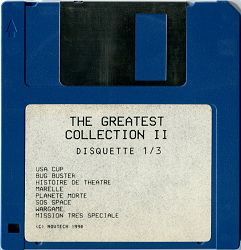 THE GREATEST
COLLECTION II
DISQUETTE 1/3
USA CUP
BUG BUSTER
HISTOIRE DE THEATRE
MARELLE
PLANETE MORTE
SOS SPACE
WARGAME
MISSION TRES SPECIALE
(C) NOVTECH 1990